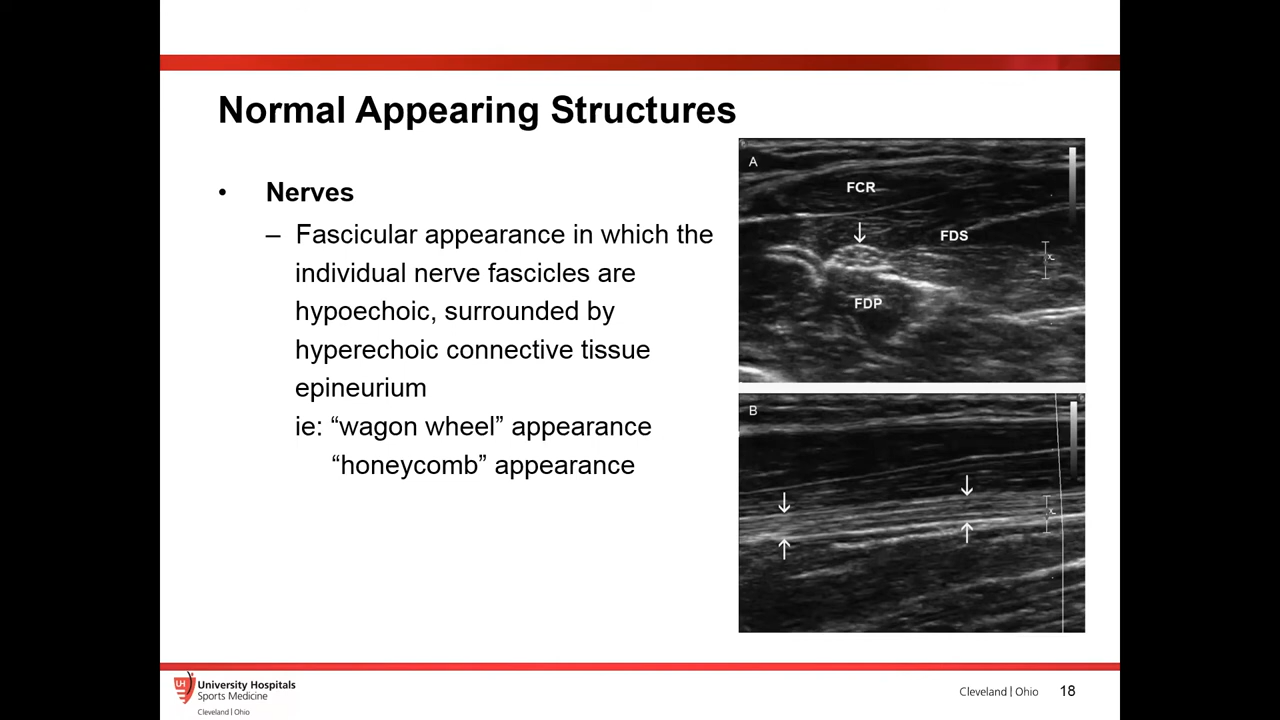 Normal Appearing Structures
• Nerves
– Fascicular appearance in which the
individual nerve fascicles are
hypoechoic, surrounded by
hyperechoic connective tissue
epineurium
ie: “wagon wheel” appearance
“honeycomb” appearance
A
FCR
FDS
FDP
B
UH
University Hospitals
Sports Medicine
Cleveland | Ohio
Cleveland | Ohio
18